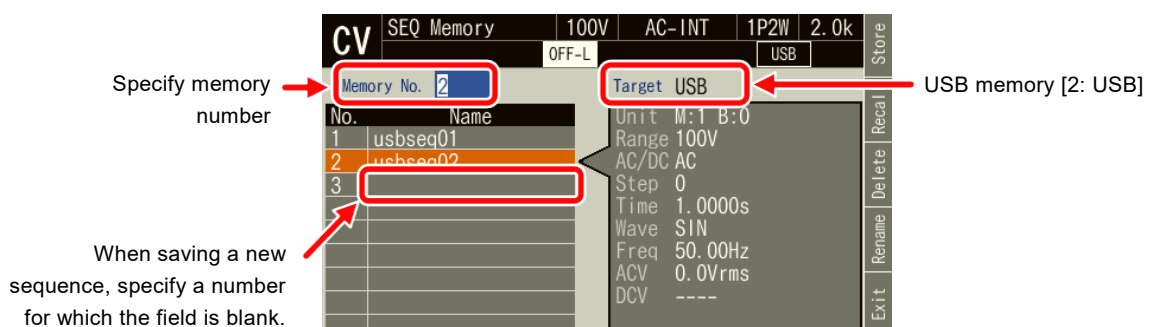 CV SEQ Memory 100V AC-INT 1P2W 2.0k
OFF-L USB
Store
Specify memory
number
Memory No. 2
Target USB
USB memory [2: USB]
No. Name
1 usbseq01
2 usbseq02
3
Unit M:1 B:0
Range 100V
AC/DC AC
Step 0
Time 1.0000s
Wave SIN
Freq 50.00Hz
ACV 0.0Vrms
DCV ----
Recal
Delete
Rename
Exit
When saving a new
sequence, specify a number
for which the field is blank.